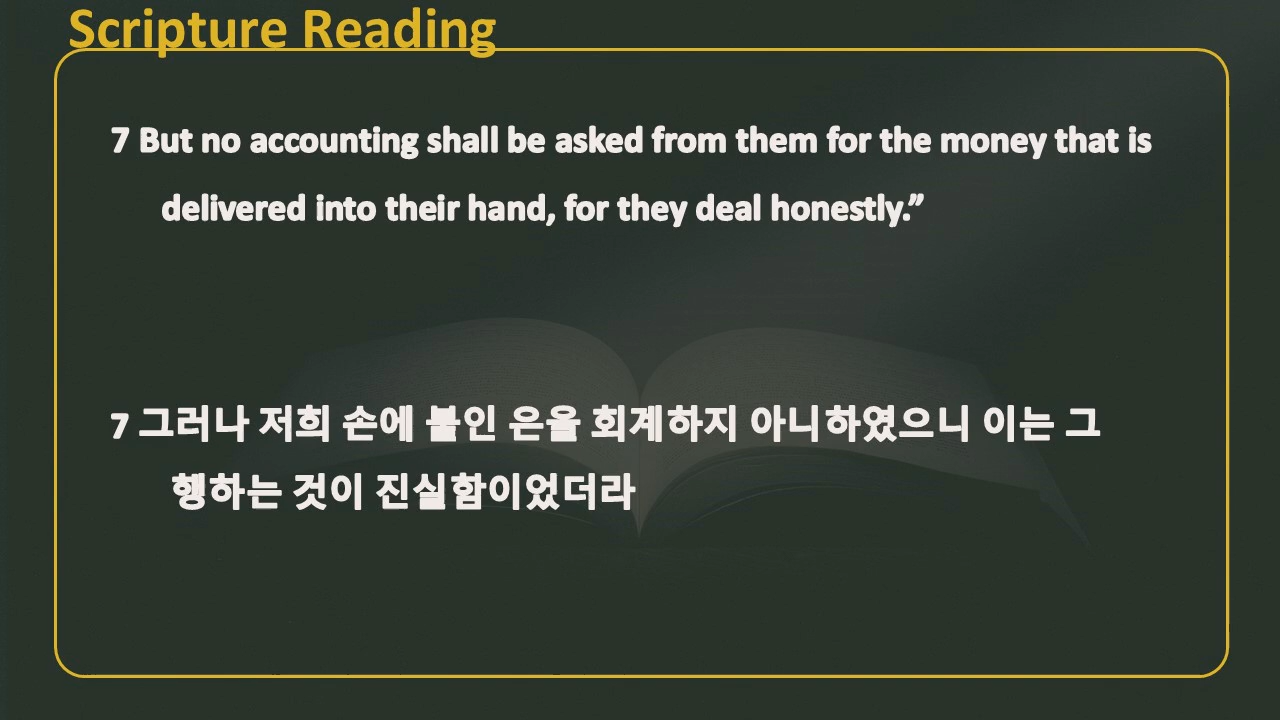 Scripture Reading
7 But no accounting shall be asked from them for the money that is
delivered into their hand, for they deal honestly.”
7 그러나 저희 손에 붙인 은을 회계하지 아니하였으니 이는 그
행하는 것이 진실함이었더라